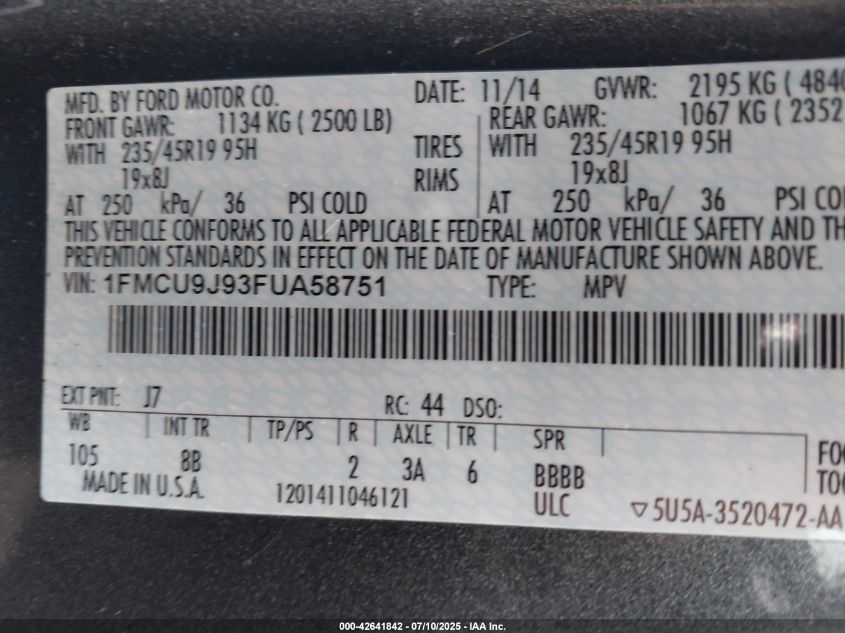 MFD. BY FORD MOTOR CO. DATE: 11/14 GVWR: 2195 KG ( 4840
FRONT GAWR: 1134 KG ( 2500 LB) REAR GAWR: 1067 KG ( 2352
WITH 235/45R19 95H TIRES WITH 235/45R19 95H
19x8J RIMS 19x8J
AT 250 kPa/ 36 PSI COLD AT 250 kPa/ 36 PSI CO
THIS VEHICLE CONFORMS TO ALL APPLICABLE FEDERAL MOTOR VEHICLE SAFETY AND TH
PREVENTION STANDARDS IN EFFECT ON THE DATE OF MANUFACTURE SHOWN ABOVE.
VIN: 1FMCU9J93FUA58751 TYPE: MPV
EXT PNT: J7 RC: 44 DSO:
WB INT TR TP/PS R AXLE TR SPR
105 8B 2 3A 6 BBBB
FO
TO
MADE IN U.S.A. 1201411046121 ULC ▽5U5A-3520472-AA
000-42641842 - 07/10/2025 - IAA Inc.